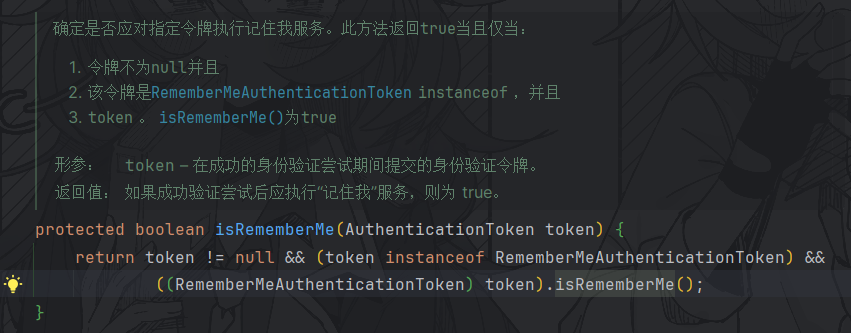 确定是否应对指定令牌执行记住我服务。此方法返回true当且仅当：
1. 令牌不为null并且
2. 该令牌是RememberMeAuthenticationToken instanceof ，并且
3. token 。 isRememberMe()为true
形参： token – 在成功的身份验证尝试期间提交的身份验证令牌。
返回值： 如果成功验证尝试后应执行“记住我”服务，则为 true。
protected boolean isRememberMe(AuthenticationToken token) {
return token != null && (token instanceof RememberMeAuthenticationToken) &&
((RememberMeAuthenticationToken) token).isRememberMe();
}